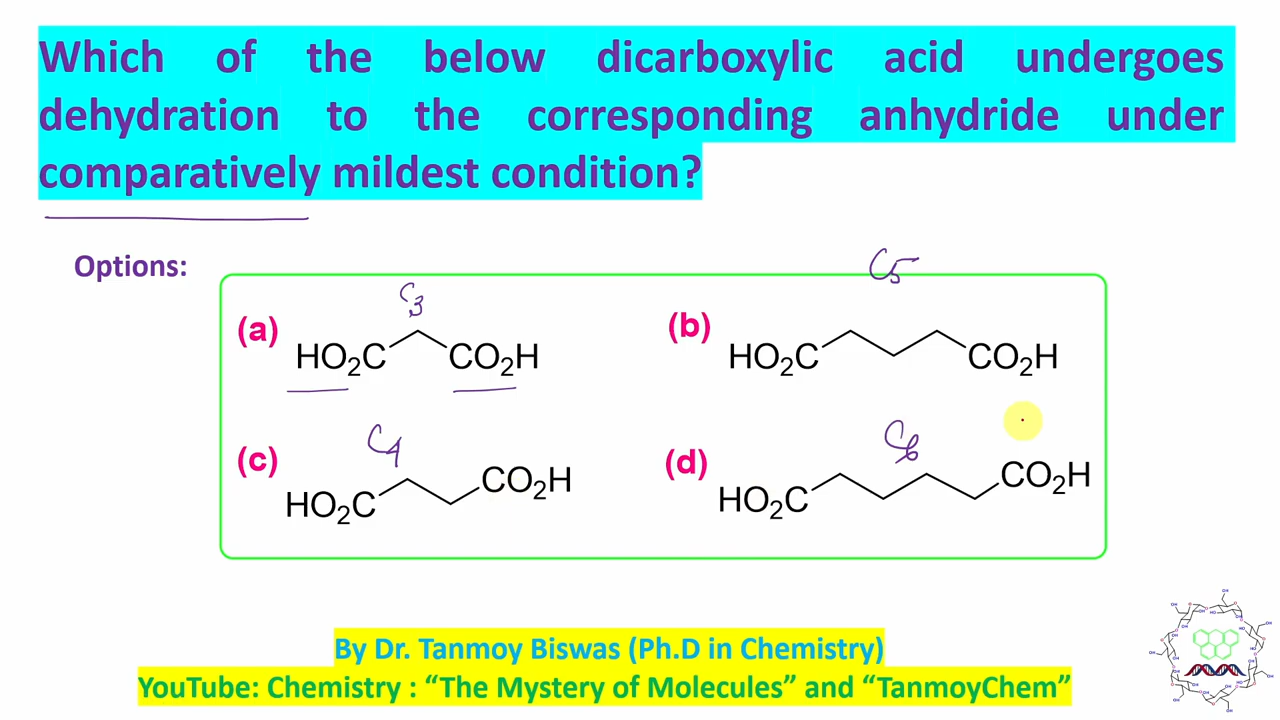 Which of the below dicarboxylic acid undergoes
dehydration to the corresponding anhydride under
comparatively mildest condition?
Options:
C5
C3
(a) HO2C CO2H
(b) HO2C CO2H
C4
C6
(c) HO2C CO2H
(d) HO2C CO2H
By Dr. Tanmoy Biswas (Ph.D in Chemistry)
YouTube: Chemistry : “The Mystery of Molecules” and “TanmoyChem”